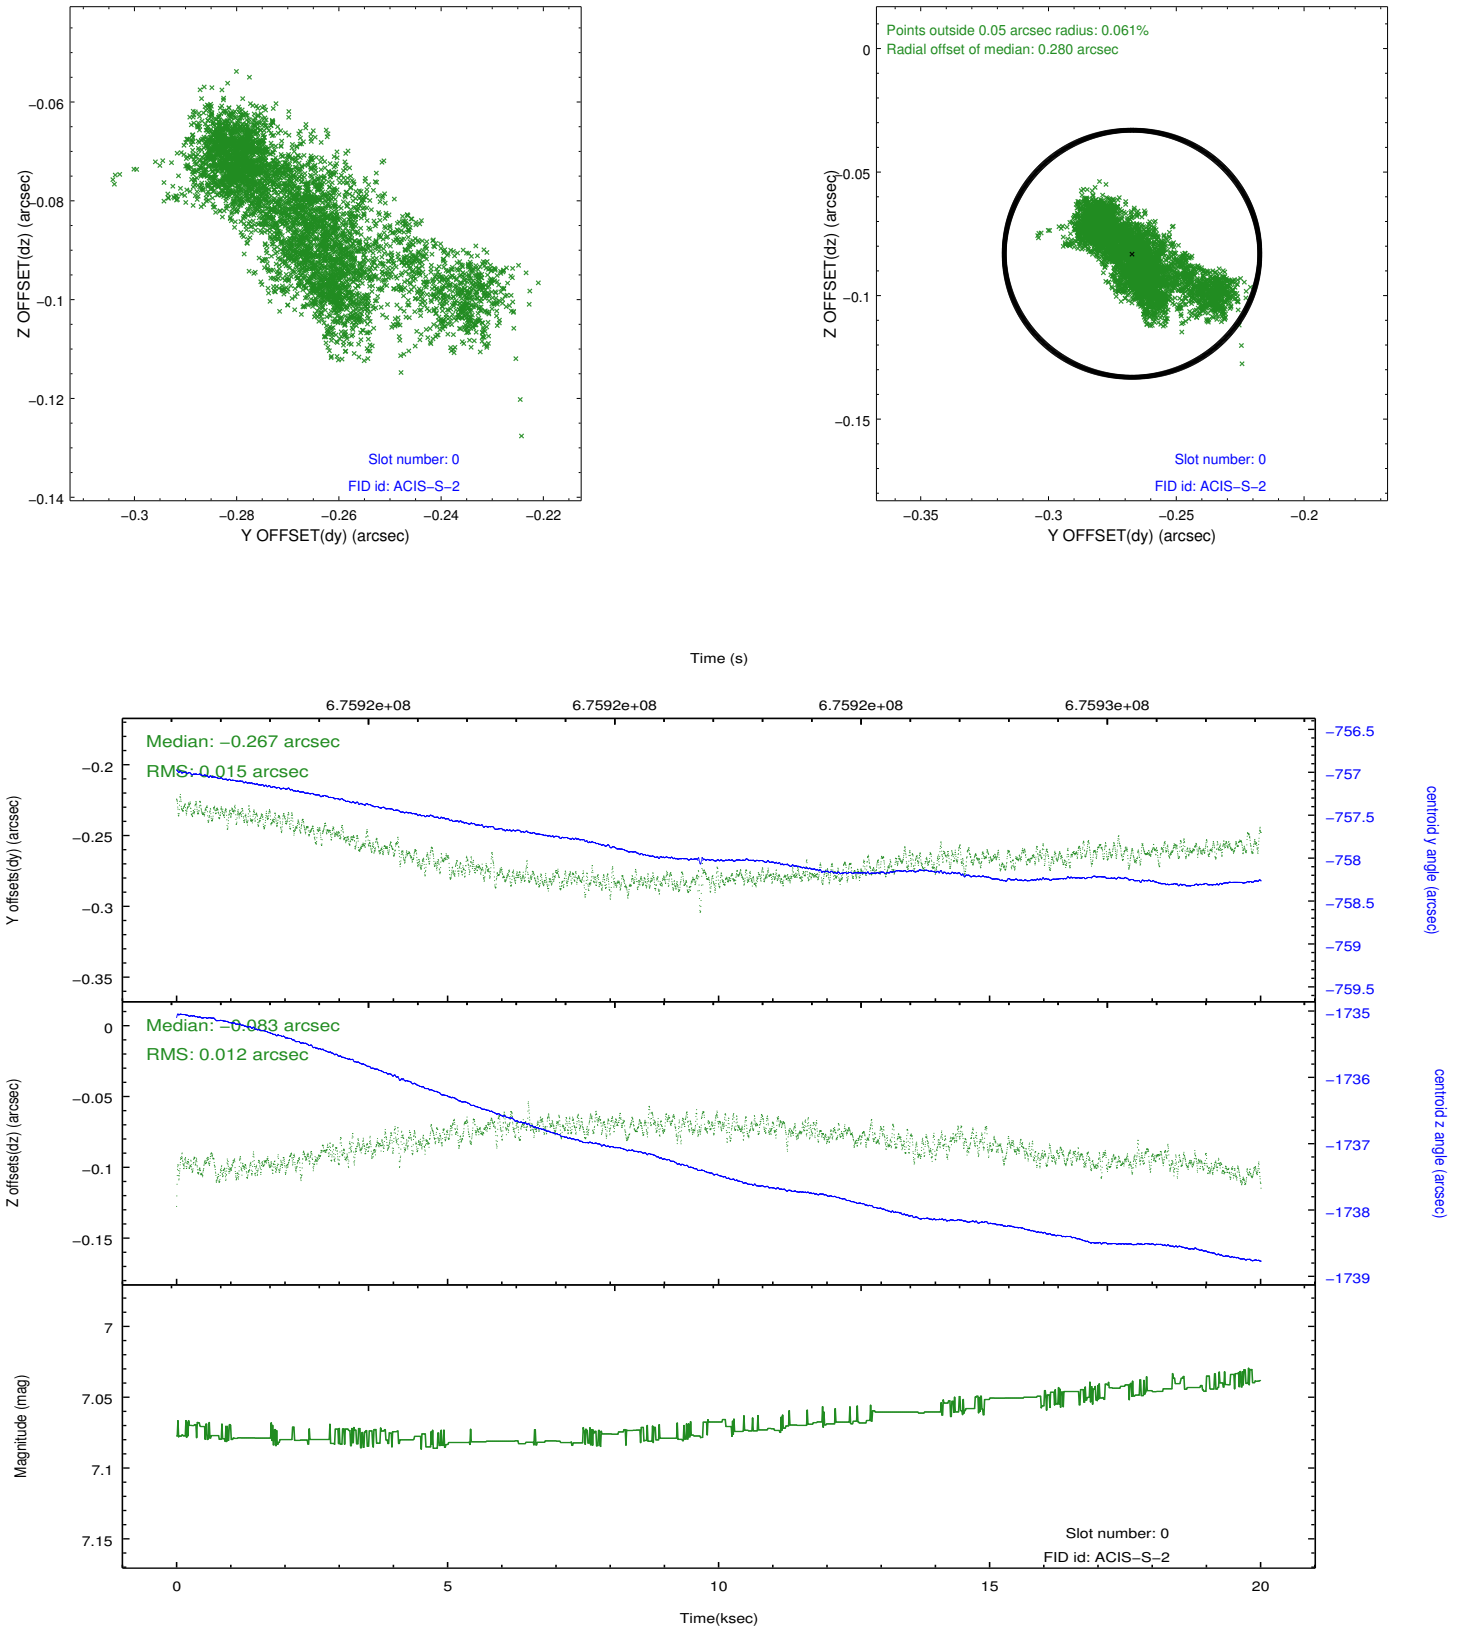 −0.06
−0.08
−0.1
−0.12
−0.14
Z OFFSET(dz) (arcsec)
Slot number: 0
FID id: ACIS−S−2
−0.3 −0.28 −0.26 −0.24 −0.22
Y OFFSET(dy) (arcsec)
Points outside 0.05 arcsec radius: 0.061%
Radial offset of median: 0.280 arcsec
0
−0.05
−0.1
−0.15
Z OFFSET(dz) (arcsec)
Slot number: 0
FID id: ACIS−S−2
−0.35 −0.3 −0.25 −0.2
Y OFFSET(dy) (arcsec)
Time (s)
6.7592e+08 6.7592e+08 6.7592e+08 6.7593e+08
Median: −0.267 arcsec
RMS: 0.015 arcsec
−0.2
−0.25
−0.3
−0.35
Y offsets(dy) (arcsec)
−756.5
−757
−757.5
−758
−758.5
−759
−759.5
centroid y angle (arcsec)
Median: −0.083 arcsec
RMS: 0.012 arcsec
0
−0.05
−0.1
−0.15
Z offsets(dz) (arcsec)
−1735
−1736
−1737
−1738
−1739
centroid z angle (arcsec)
7
7.05
7.1
7.15
Magnitude (mag)
Slot number: 0
FID id: ACIS−S−2
0 5 10 15 20
Time(ksec)